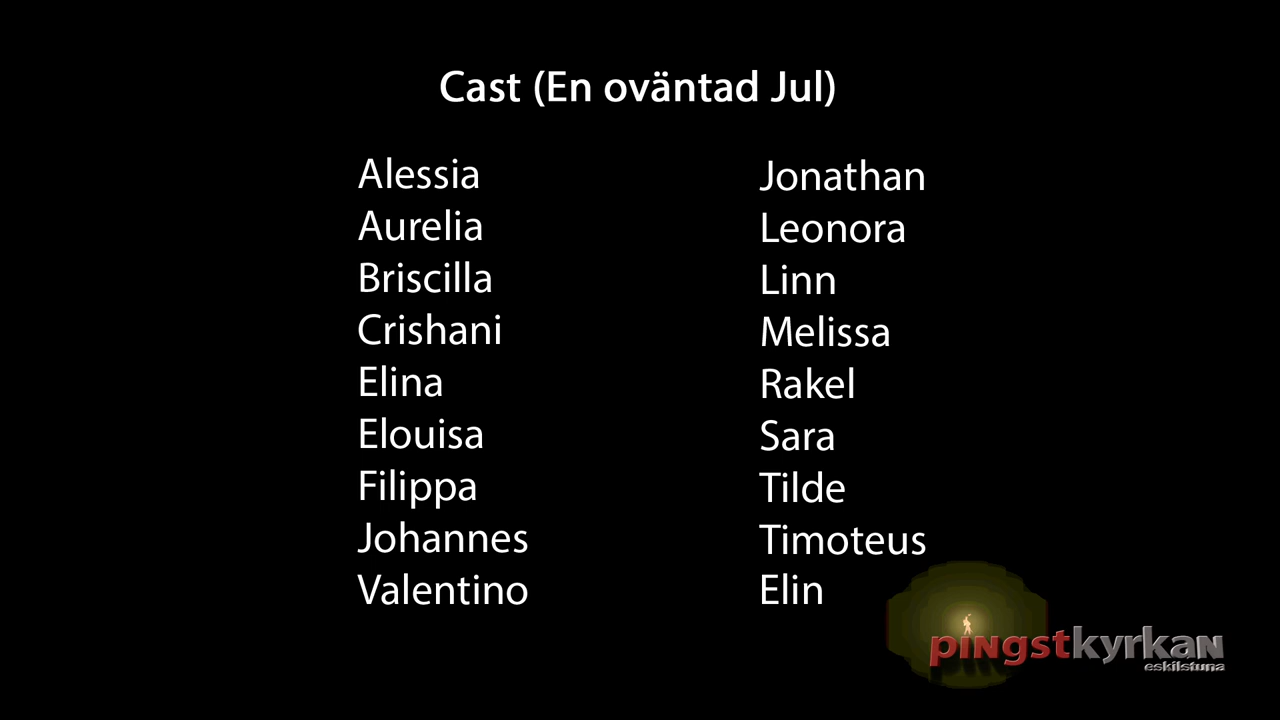 Cast (En oväntad Jul)
Alessia
Aurelia
Briscilla
Crishani
Elina
Elouisa
Filippa
Johannes
Valentino
Jonathan
Leonora
Linn
Melissa
Rakel
Sara
Tilde
Timoteus
Elin
pingstkyrkan
eskilstuna